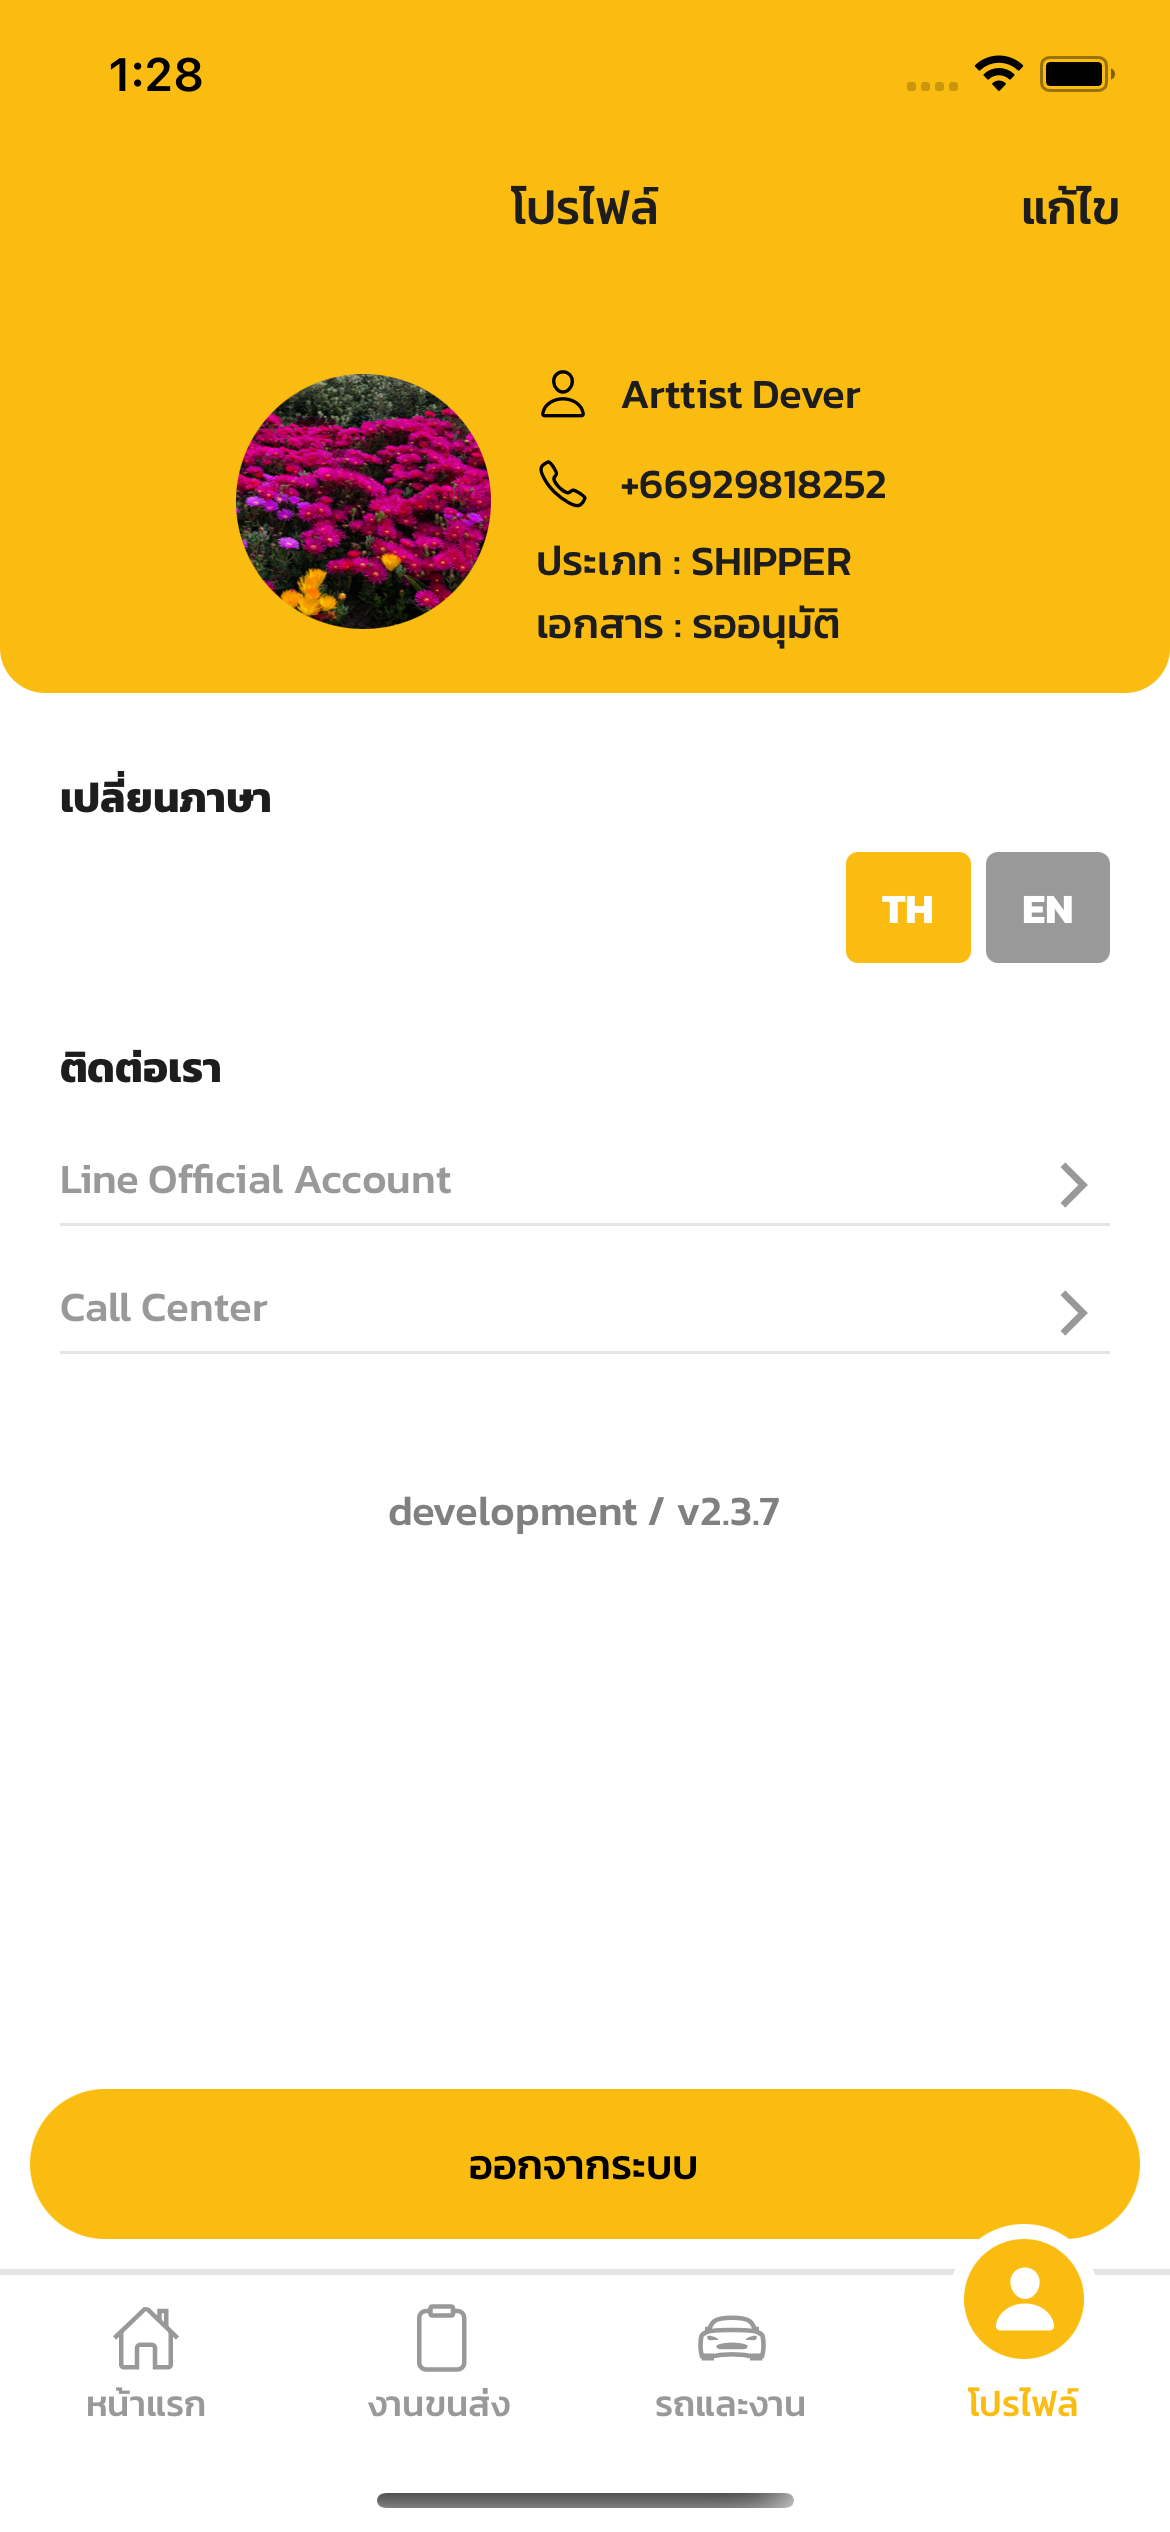 1:28
โปรไฟล์
แก้ไข
Arttist Dever
+66929818252
ประเภท : SHIPPER
เอกสาร : รออนุมัติ
เปลี่ยนภาษา
TH
EN
ติดต่อเรา
Line Official Account
Call Center
development / v2.3.7
ออกจากระบบ
หน้าแรก
งานขนส่ง
รถและงาน
โปรไฟล์